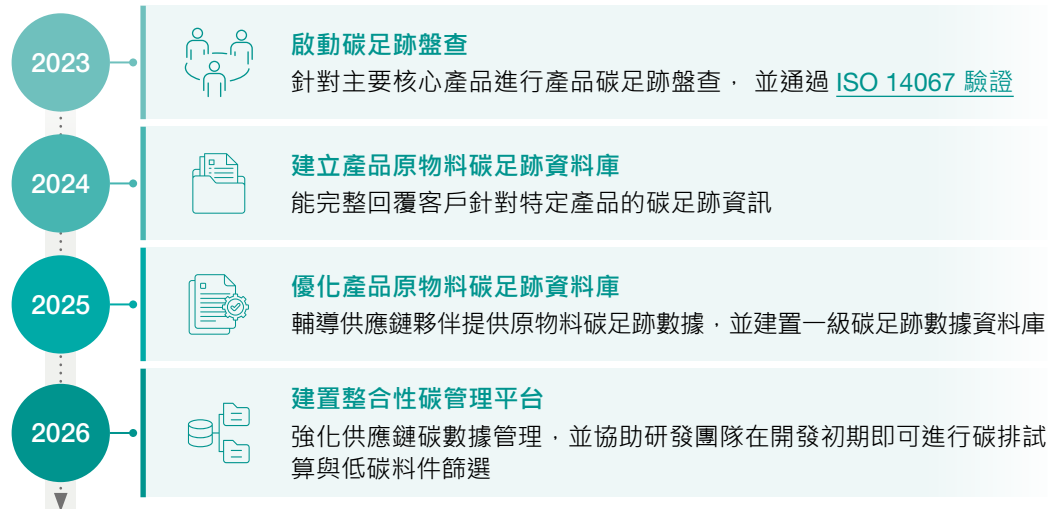 2023
啟動碳足跡盤查
針對主要核心產品進行產品碳足跡盤查， 並通過 ISO 14067 驗證
2024
建立產品原物料碳足跡資料庫
能完整回覆客戶針對特定產品的碳足跡資訊
2025
優化產品原物料碳足跡資料庫
輔導供應鏈夥伴提供原物料碳足跡數據，並建置一級碳足跡數據資料庫
2026
建置整合性碳管理平台
強化供應鏈碳數據管理，並協助研發團隊在開發初期即可進行碳排試
算與低碳料件篩選